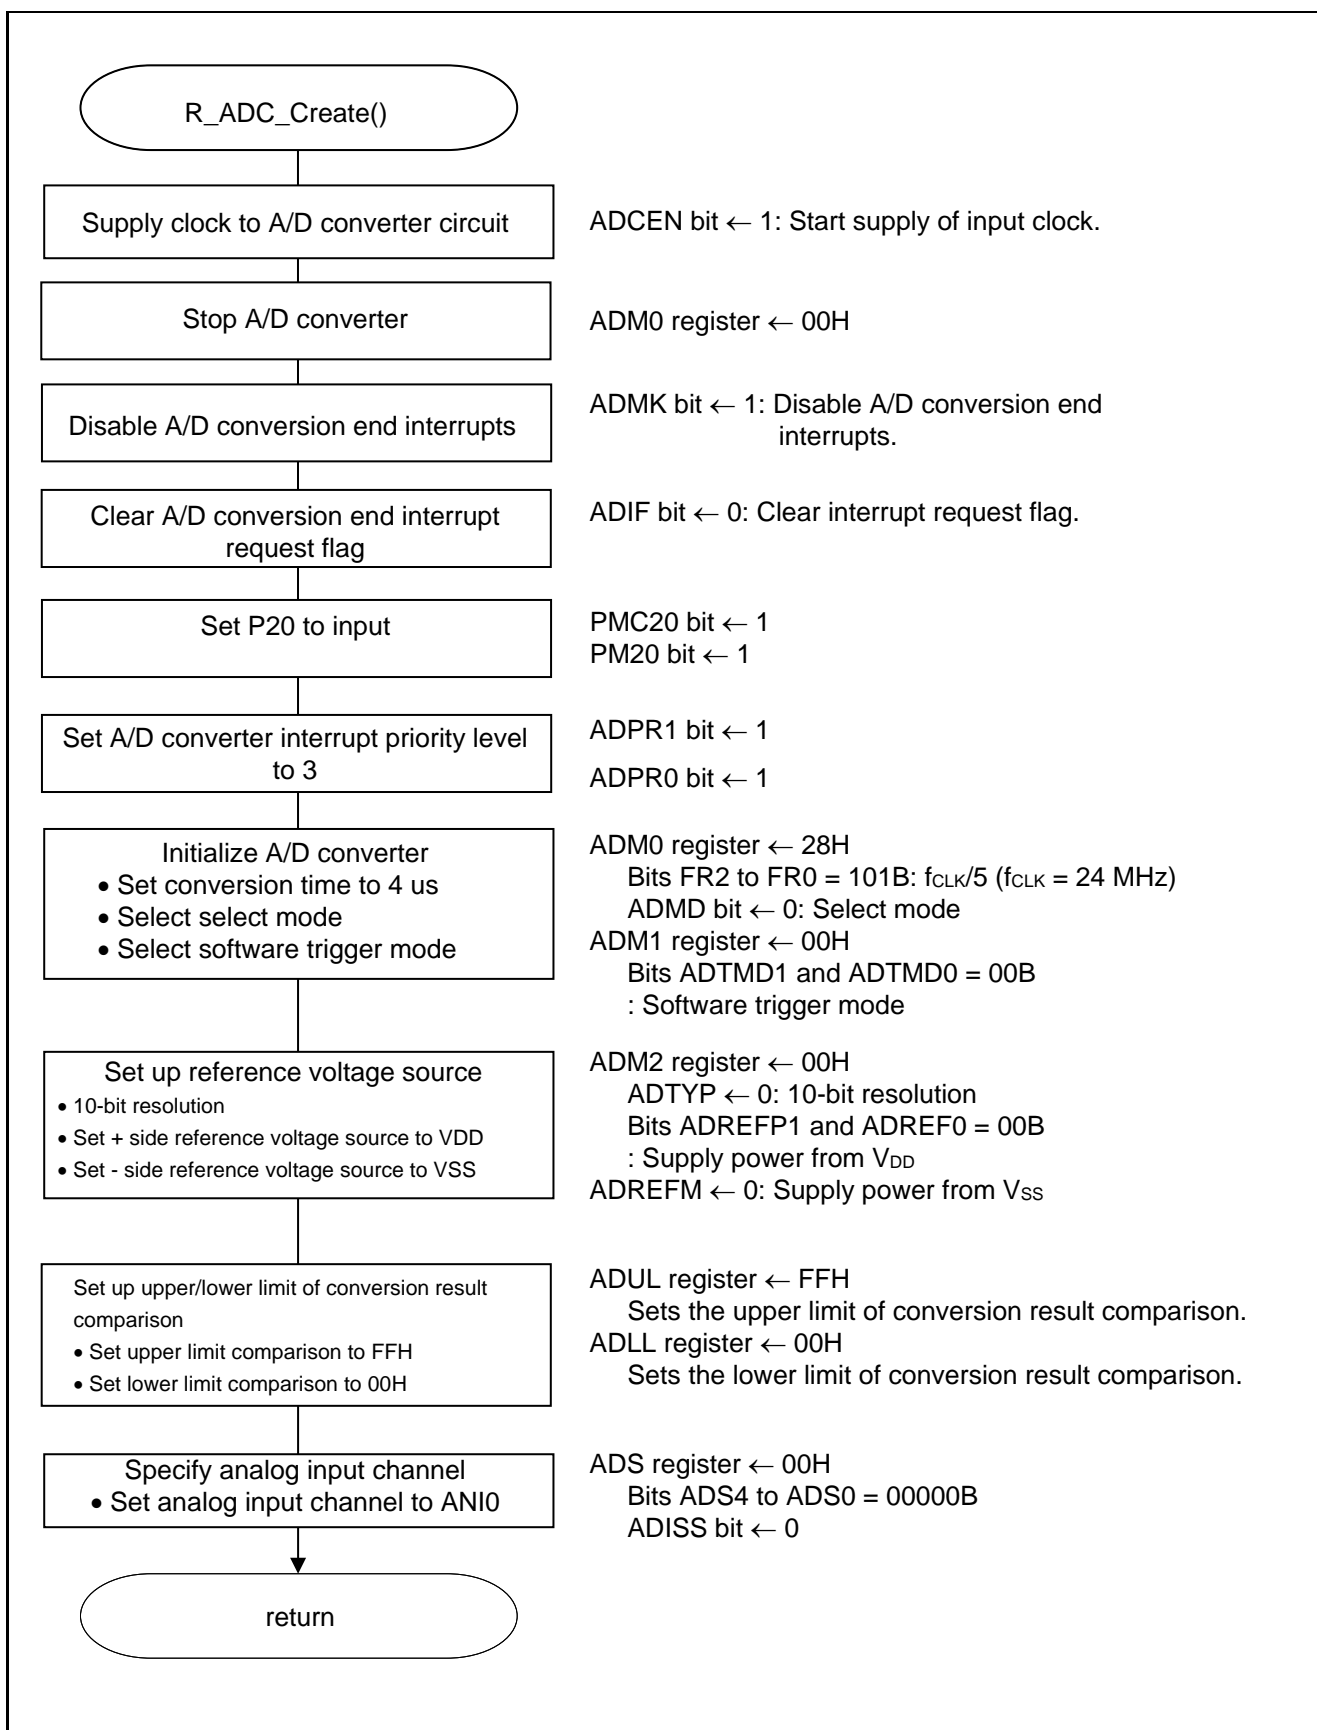 R_ADC_Create()
Supply clock to A/D converter circuit
ADCEN bit ← 1: Start supply of input clock.
Stop A/D converter
ADM0 register ← 00H
Disable A/D conversion end interrupts
ADMK bit ← 1: Disable A/D conversion end
interrupts.
Clear A/D conversion end interrupt
request flag
ADIF bit ← 0: Clear interrupt request flag.
Set P20 to input
PMC20 bit ← 1
PM20 bit ← 1
Set A/D converter interrupt priority level
to 3
ADPR1 bit ← 1
ADPR0 bit ← 1
Initialize A/D converter
• Set conversion time to 4 us
• Select select mode
• Select software trigger mode
ADM0 register ← 28H
Bits FR2 to FR0 = 101B: fCLK/5 (fCLK = 24 MHz)
ADMD bit ← 0: Select mode
ADM1 register ← 00H
Bits ADTMD1 and ADTMD0 = 00B
: Software trigger mode
Set up reference voltage source
• 10-bit resolution
• Set + side reference voltage source to VDD
• Set - side reference voltage source to VSS
ADM2 register ← 00H
ADTYP ← 0: 10-bit resolution
Bits ADREFP1 and ADREF0 = 00B
: Supply power from VDD
ADREFM ← 0: Supply power from VSS
Set up upper/lower limit of conversion result
comparison
• Set upper limit comparison to FFH
• Set lower limit comparison to 00H
ADUL register ← FFH
Sets the upper limit of conversion result comparison.
ADLL register ← 00H
Sets the lower limit of conversion result comparison.
Specify analog input channel
• Set analog input channel to ANI0
ADS register ← 00H
Bits ADS4 to ADS0 = 00000B
ADISS bit ← 0
return